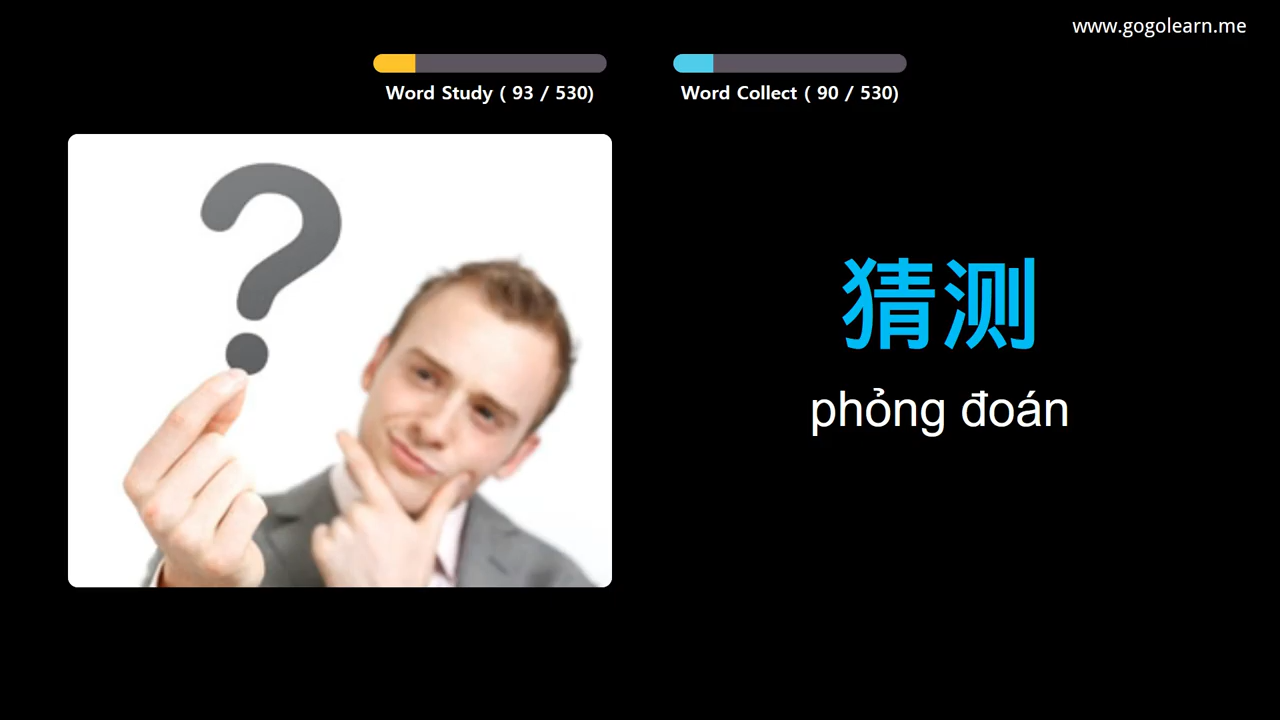 www.gogolearn.me
Word Study ( 93 / 530)
Word Collect ( 90 / 530)
?
猜测
phỏng đoán